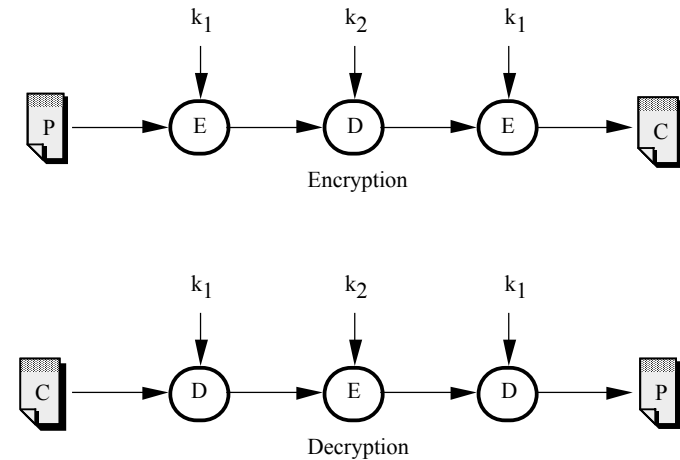 k1 k2 k1
P E D E C
Encryption
k1 k2 k1
C D E D P
Decryption